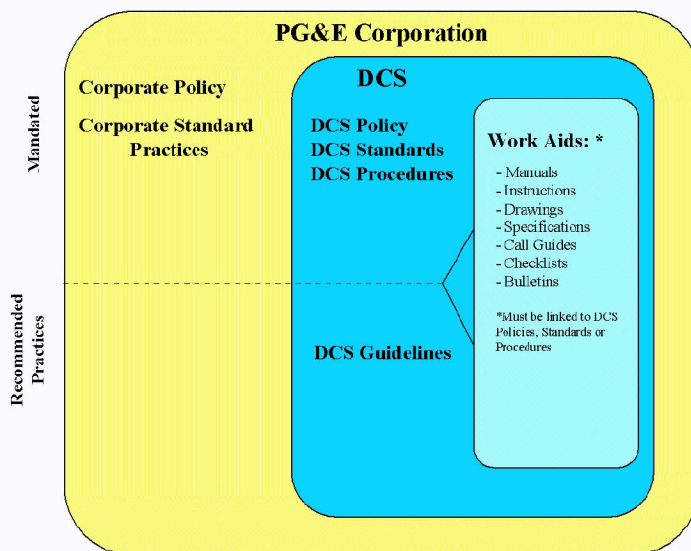 PG&E Corporation
DCS
Corporate Policy
Corporate Standard
Practices
DCS Policy
DCS Standards
DCS Procedures
Work Aids: *
- Manuals
- Instructions
- Drawings
- Specifications
- Call Guides
- Checklists
- Bulletins
*Must be linked to DCS
Policies, Standards or
Procedures
DCS Guidelines
Mandated
Recommended
Practices